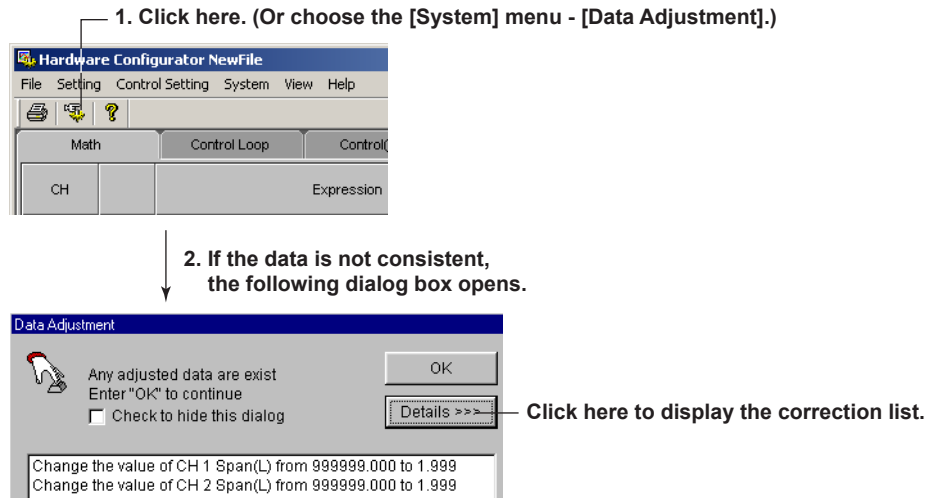 1. Click here. (Or choose the [System] menu - [Data Adjustment].)
Hardware Configurator NewFile
File Setting Control Setting System View Help
Math Control Loop Control(
CH Expression
2. If the data is not consistent,
the following dialog box opens.
Data Adjustment
Any adjusted data are exist
Enter "OK" to continue
Check to hide this dialog
OK
Details >>>
Click here to display the correction list.
Change the value of CH 1 Span(L) from 999999.000 to 1.999
Change the value of CH 2 Span(L) from 999999.000 to 1.999